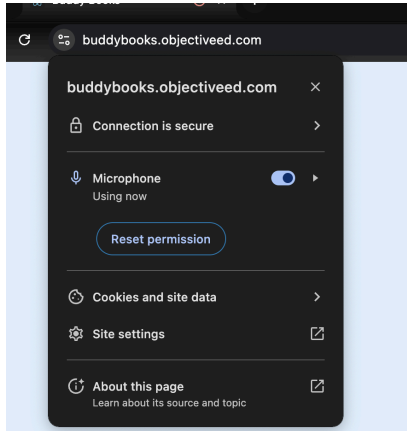 buddybooks.objectiveed.com
buddybooks.objectiveed.com
Connection is secure
Microphone
Using now
Reset permission
Cookies and site data
Site settings
About this page
Learn about its source and topic